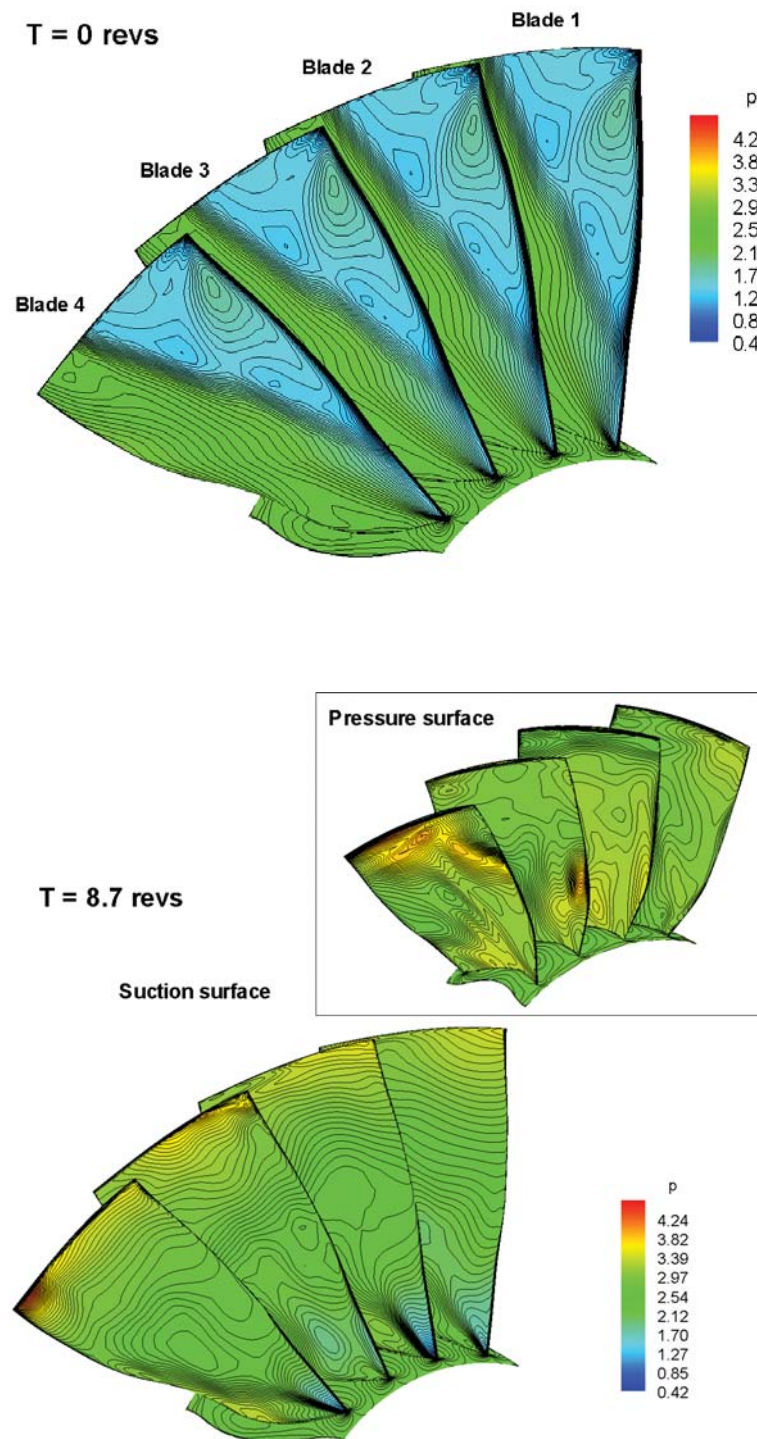 T = 0 revs
Blade 1
Blade 2
Blade 3
Blade 4
p
4.2
3.8
3.3
2.9
2.5
2.1
1.7
1.2
0.8
0.4
Pressure surface
T = 8.7 revs
Suction surface
p
4.24
3.82
3.39
2.97
2.54
2.12
1.70
1.27
0.85
0.42